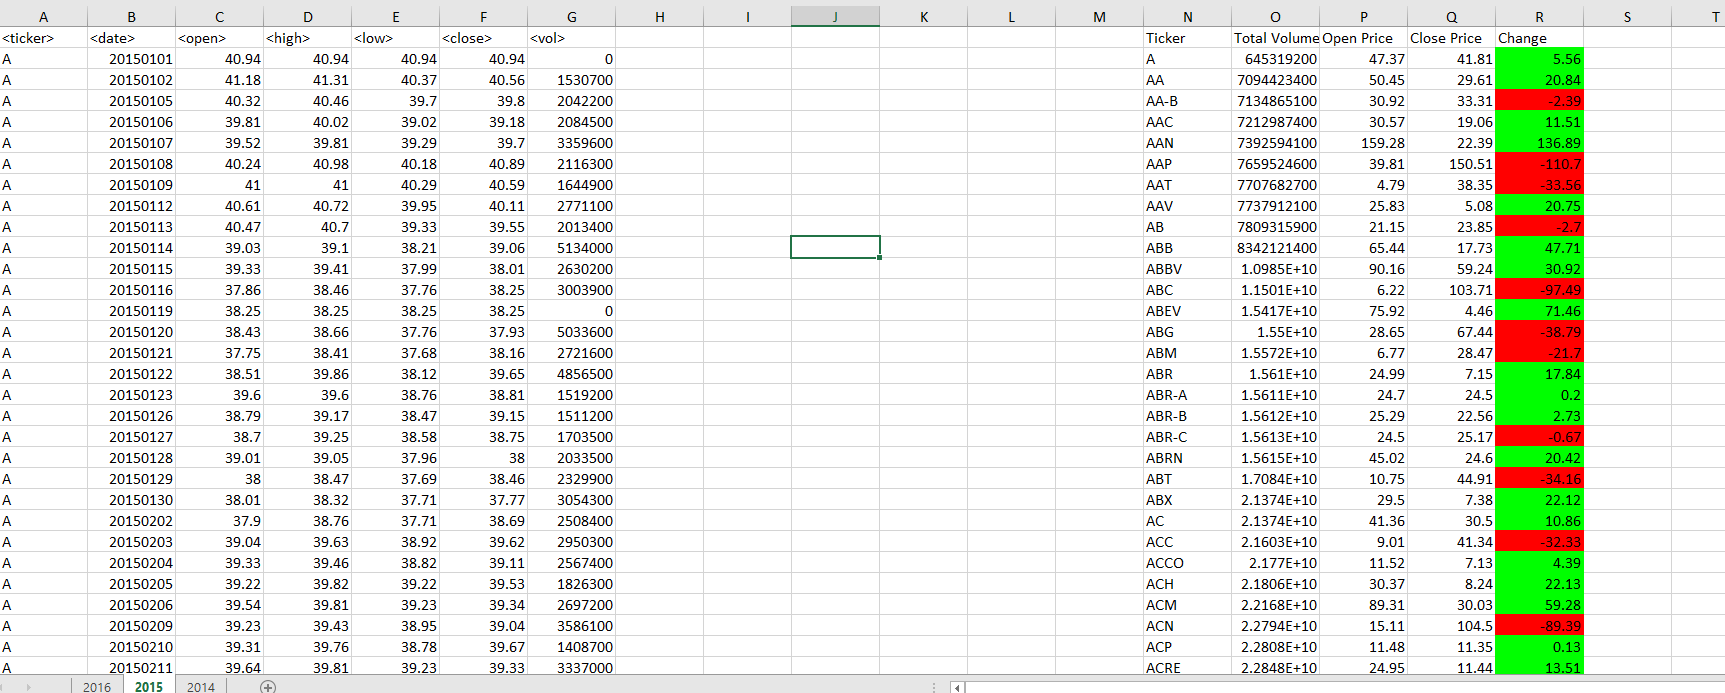 A B C D E F G H I J K L M N O P Q R S T
<ticker> <date> <open> <high> <low> <close> <vol> Ticker Total Volume Open Price Close Price Change
A 20150101 40.94 40.94 40.94 40.94 0 A 645319200 47.37 41.81 5.56
A 20150102 41.18 41.31 40.37 40.56 1530700 AA 7094423400 50.45 29.61 20.84
A 20150105 40.32 40.46 39.7 39.8 2042200 AA-B 7134865100 30.92 33.31 -2.39
A 20150106 39.81 40.02 39.02 39.18 2084500 AAC 7212987400 30.57 19.06 11.51
A 20150107 39.52 39.81 39.29 39.7 3359600 AAN 7392594100 159.28 22.39 136.89
A 20150108 40.24 40.98 40.18 40.89 2116300 AAP 7659524600 39.81 150.51 -110.7
A 20150109 41 41 40.29 40.59 1644900 AAT 7707682700 4.79 38.35 -33.56
A 20150112 40.61 40.72 39.95 40.11 2771100 AAV 7737912100 25.83 5.08 20.75
A 20150113 40.47 40.7 39.33 39.55 2013400 AB 7809315900 21.15 23.85 -2.7
A 20150114 39.03 39.1 38.21 39.06 5134000 ABB 8342121400 65.44 17.73 47.71
A 20150115 39.33 39.41 37.99 38.01 2630200 ABBV 1.0985E+10 90.16 59.24 30.92
A 20150116 37.86 38.46 37.76 38.25 3003900 ABC 1.1501E+10 6.22 103.71 -97.49
A 20150119 38.25 38.25 38.25 38.25 0 ABEV 1.5417E+10 75.92 4.46 71.46
A 20150120 38.43 38.66 37.76 37.93 5033600 ABG 1.55E+10 28.65 67.44 -38.79
A 20150121 37.75 38.41 37.68 38.16 2721600 ABM 1.5572E+10 6.77 28.47 -21.7
A 20150122 38.51 39.86 38.12 39.65 4856500 ABR 1.561E+10 24.99 7.15 17.84
A 20150123 39.6 39.6 38.76 38.81 1519200 ABR-A 1.5611E+10 24.7 24.5 0.2
A 20150126 38.79 39.17 38.47 39.15 1511200 ABR-B 1.5612E+10 25.29 22.56 2.73
A 20150127 38.7 39.25 38.58 38.75 1703500 ABR-C 1.5613E+10 24.5 25.17 -0.67
A 20150128 39.01 39.05 37.96 38 2033500 ABRN 1.5615E+10 45.02 24.6 20.42
A 20150129 38 38.47 37.69 38.46 2329900 ABT 1.7084E+10 10.75 44.91 -34.16
A 20150130 38.01 38.32 37.71 37.77 3054300 ABX 2.1374E+10 29.5 7.38 22.12
A 20150202 37.9 38.76 37.71 38.69 2508400 AC 2.1374E+10 41.36 30.5 10.86
A 20150203 39.04 39.63 38.92 39.62 2950300 ACC 2.1603E+10 9.01 41.34 -32.33
A 20150204 39.33 39.46 38.82 39.11 2567400 ACCO 2.177E+10 11.52 7.13 4.39
A 20150205 39.22 39.82 39.22 39.53 1826300 ACH 2.1806E+10 30.37 8.24 22.13
A 20150206 39.54 39.81 39.23 39.34 2697200 ACM 2.2168E+10 89.31 30.03 59.28
A 20150209 39.23 39.43 38.95 39.04 3586100 ACN 2.2794E+10 15.11 104.5 -89.39
A 20150210 39.31 39.76 38.78 39.67 1408700 ACP 2.2808E+10 11.48 11.35 0.13
A 20150211 39.64 39.81 39.23 39.33 3337000 ACRE 2.2848E+10 24.95 11.44 13.51
2016 2015 2014